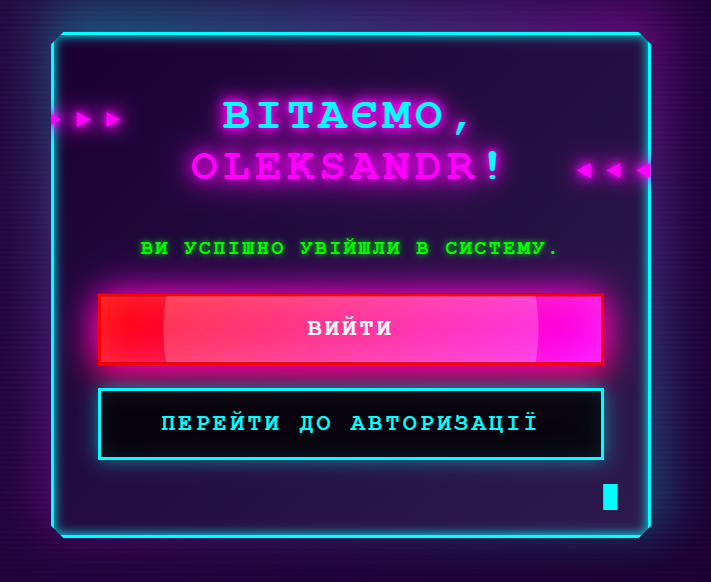 ВІТАЄМО,
OLEKSANDR!
ВИ УСПІШНО УВІЙШЛИ В СИСТЕМУ.
ВИЙТИ
ПЕРЕЙТИ ДО АВТОРИЗАЦІЇ